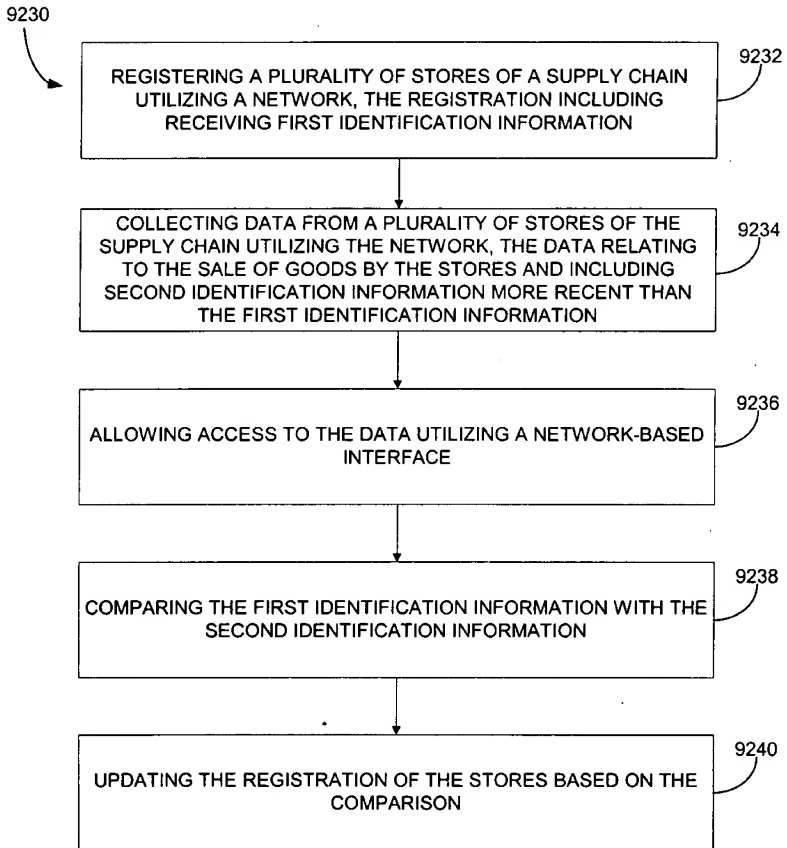 9230
REGISTERING A PLURALITY OF STORES OF A SUPPLY CHAIN
UTILIZING A NETWORK, THE REGISTRATION INCLUDING
RECEIVING FIRST IDENTIFICATION INFORMATION
9232
COLLECTING DATA FROM A PLURALITY OF STORES OF THE
SUPPLY CHAIN UTILIZING THE NETWORK, THE DATA RELATING
TO THE SALE OF GOODS BY THE STORES AND INCLUDING
SECOND IDENTIFICATION INFORMATION MORE RECENT THAN
THE FIRST IDENTIFICATION INFORMATION
9234
ALLOWING ACCESS TO THE DATA UTILIZING A NETWORK-BASED
INTERFACE
9236
COMPARING THE FIRST IDENTIFICATION INFORMATION WITH THE
SECOND IDENTIFICATION INFORMATION
9238
UPDATING THE REGISTRATION OF THE STORES BASED ON THE
COMPARISON
9240